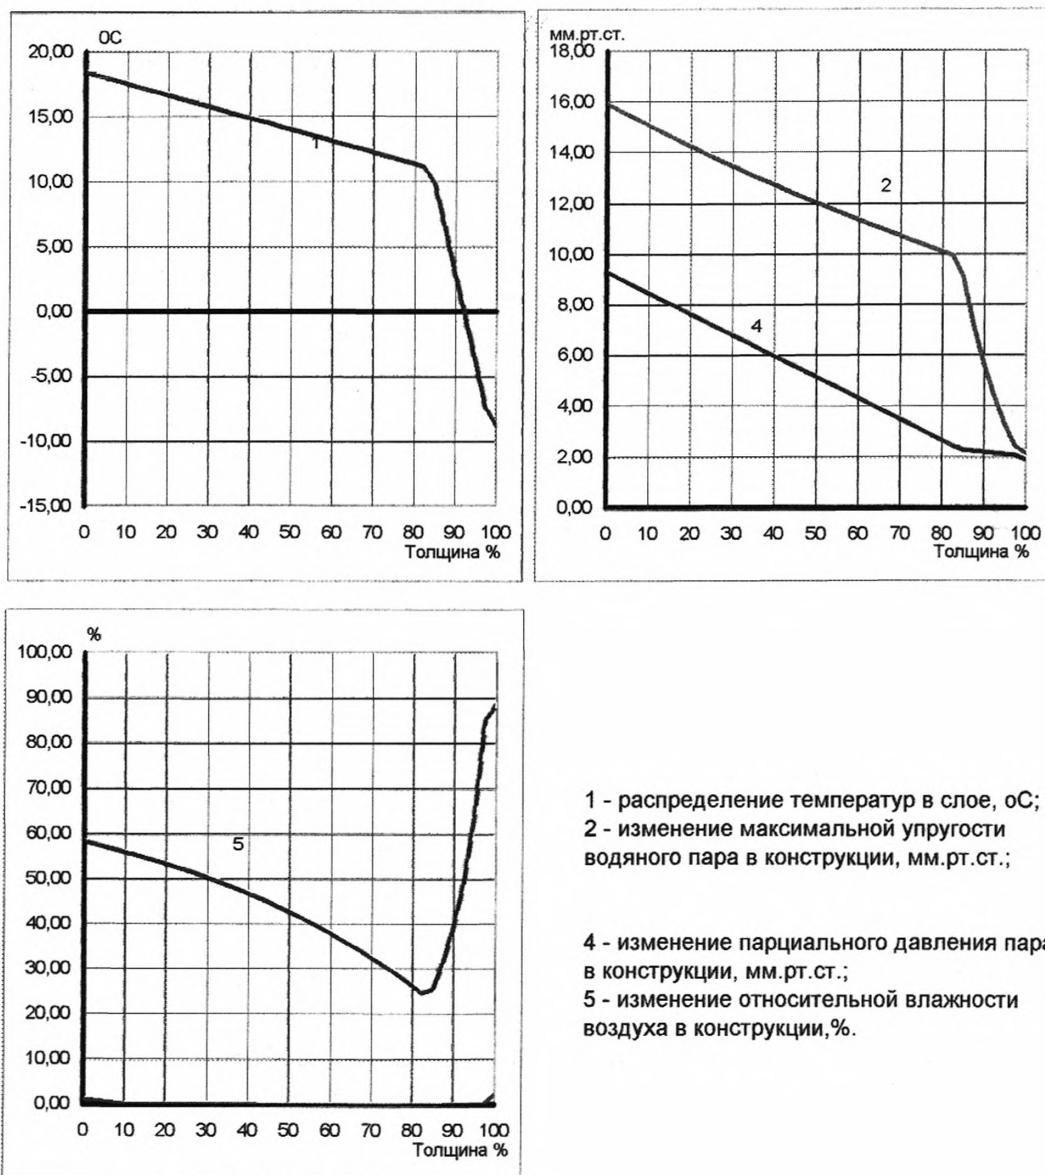 ОС
20,00
15,00
10,00
5,00
0,00
-5,00
-10,00
-15,00
1
0 10 20 30 40 50 60 70 80 90 100
Толщина %
мм.рт.ст.
18,00
16,00
14,00
12,00
10,00
8,00
6,00
4,00
2,00
0,00
2
4
0 10 20 30 40 50 60 70 80 90 100
Толщина %
%
100,00
90,00
80,00
70,00
60,00
50,00
40,00
30,00
20,00
10,00
0,00
5
0 10 20 30 40 50 60 70 80 90 100
Толщина %
1 - распределение температур в слое, оС;
2 - изменение максимальной упругости
водяного пара в конструкции, мм.рт.ст.;
4 - изменение парциального давления пара
в конструкции, мм.рт.ст.;
5 - изменение относительной влажности
воздуха в конструкции,%.